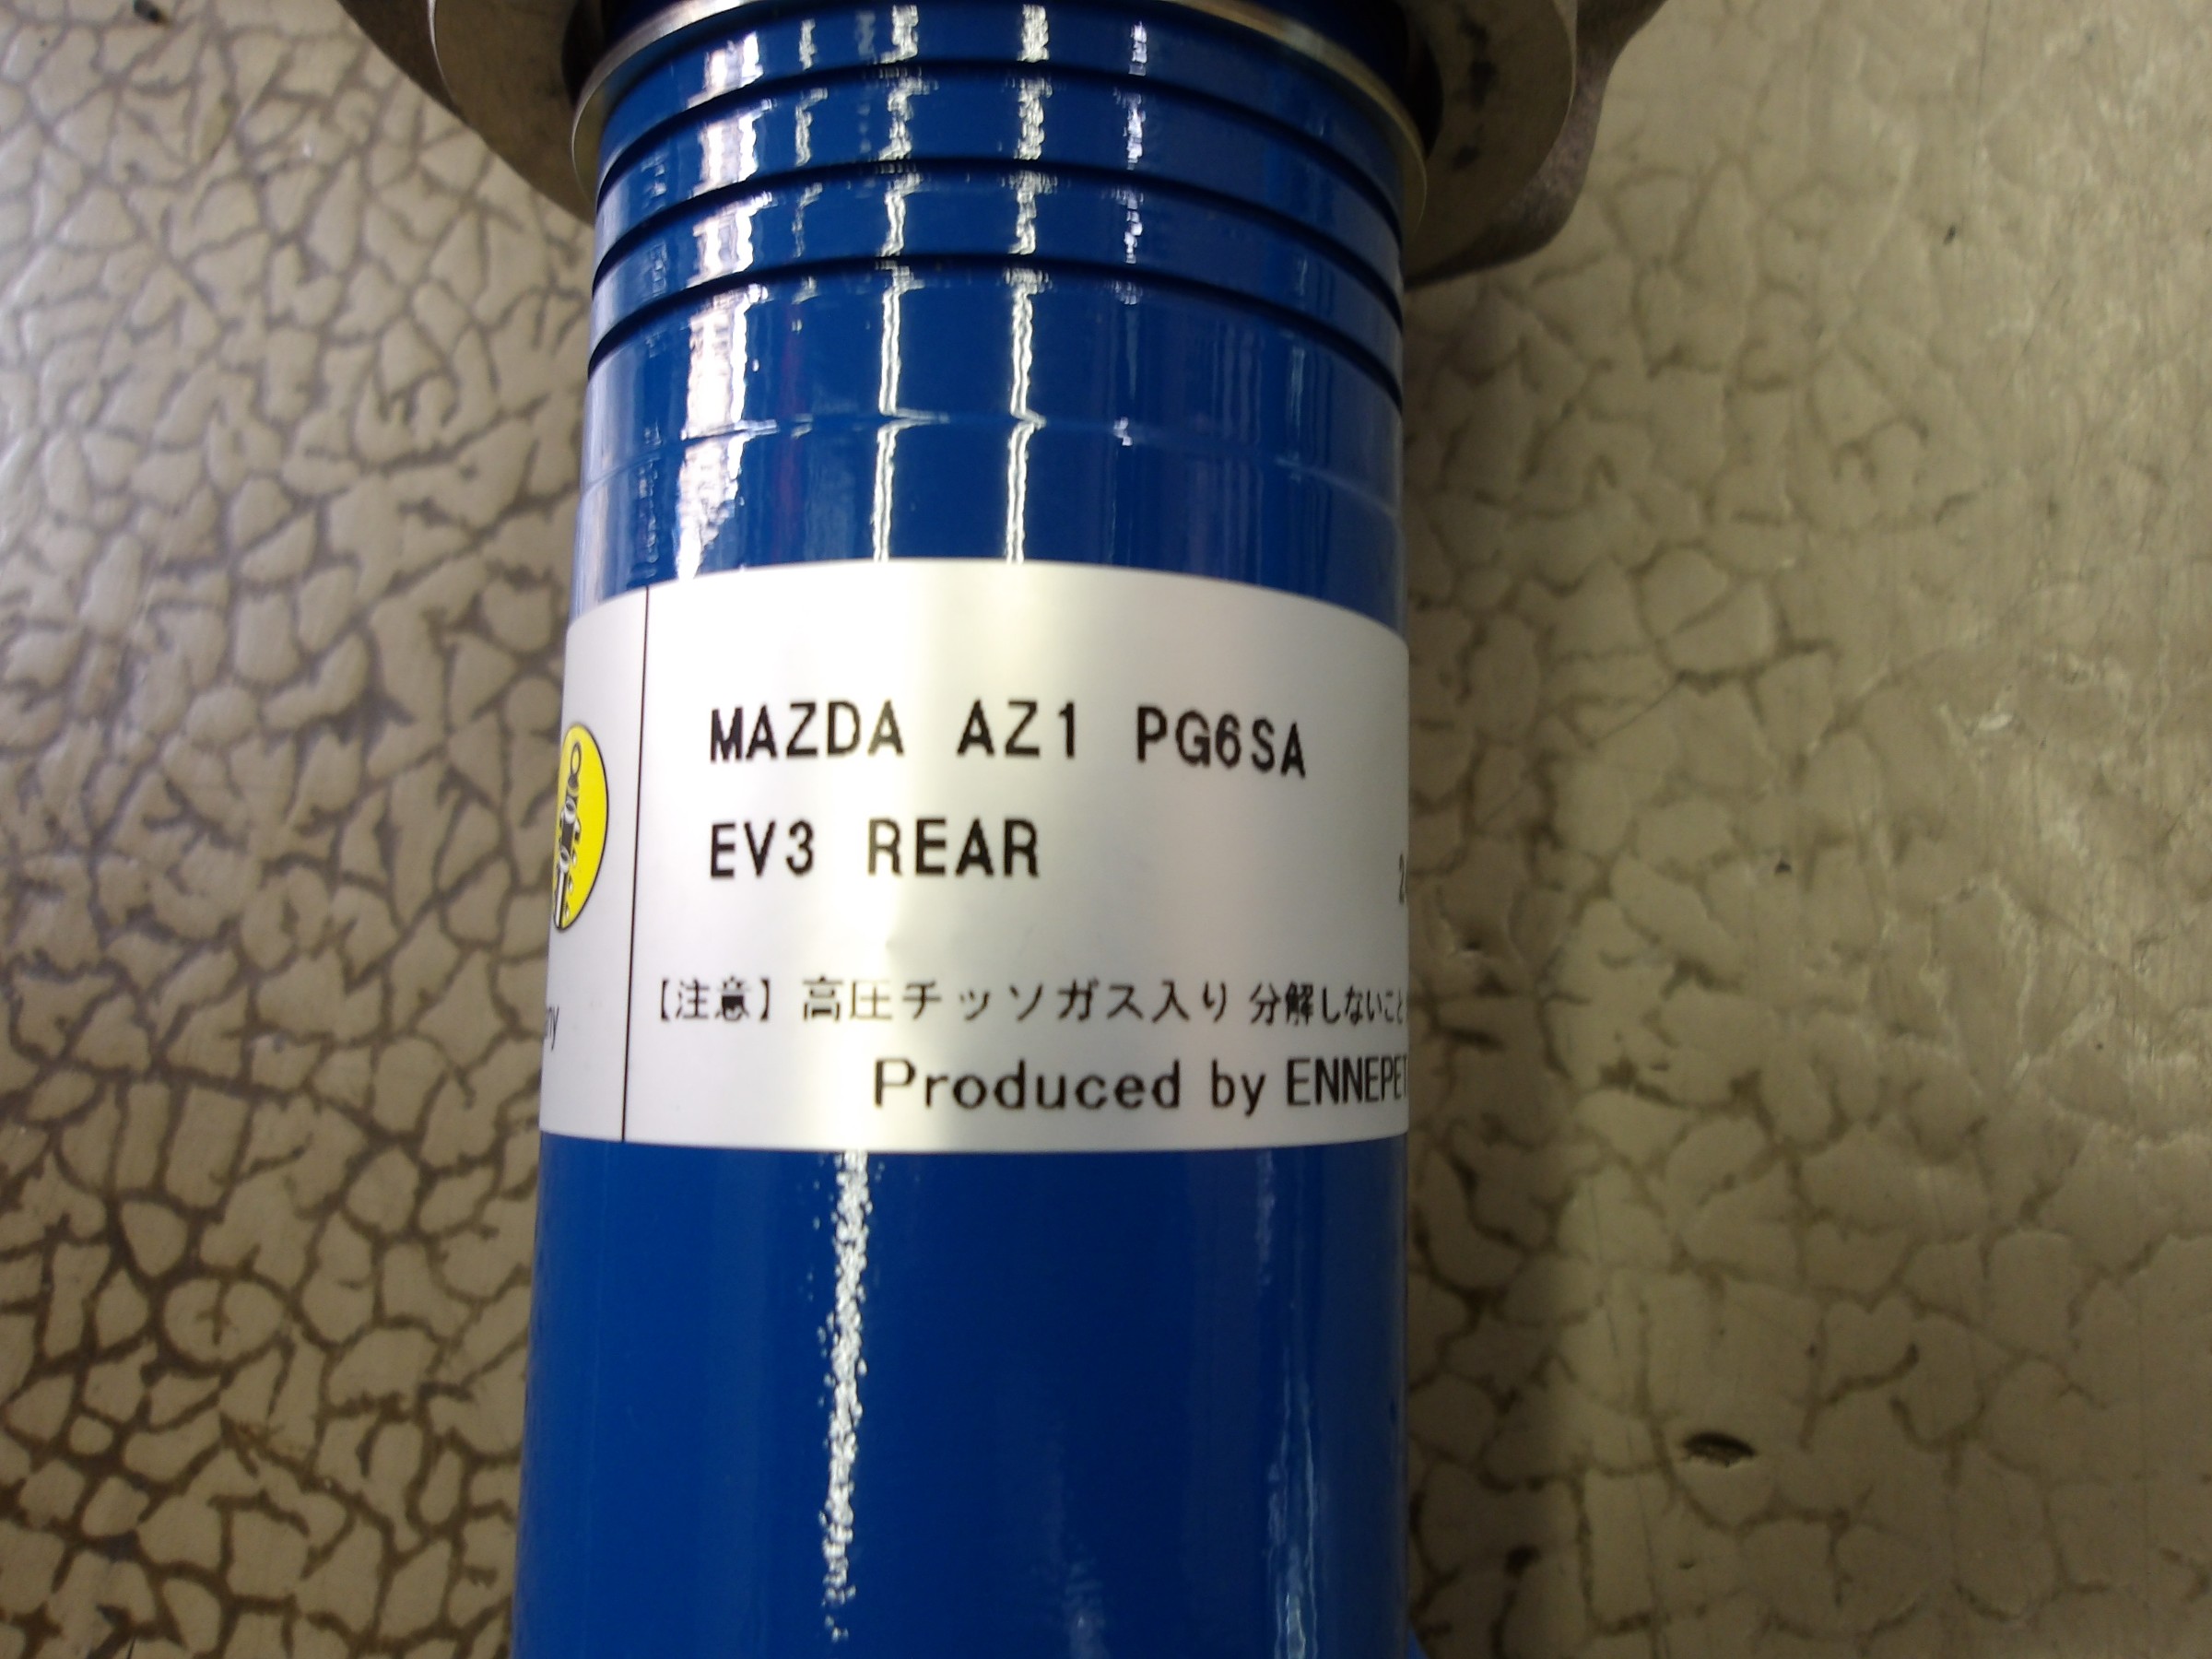 MAZDA AZ1 PG6SA
EV3 REAR
【注意】高圧チッソガス入り 分解しないこと
Produced by ENNEPET